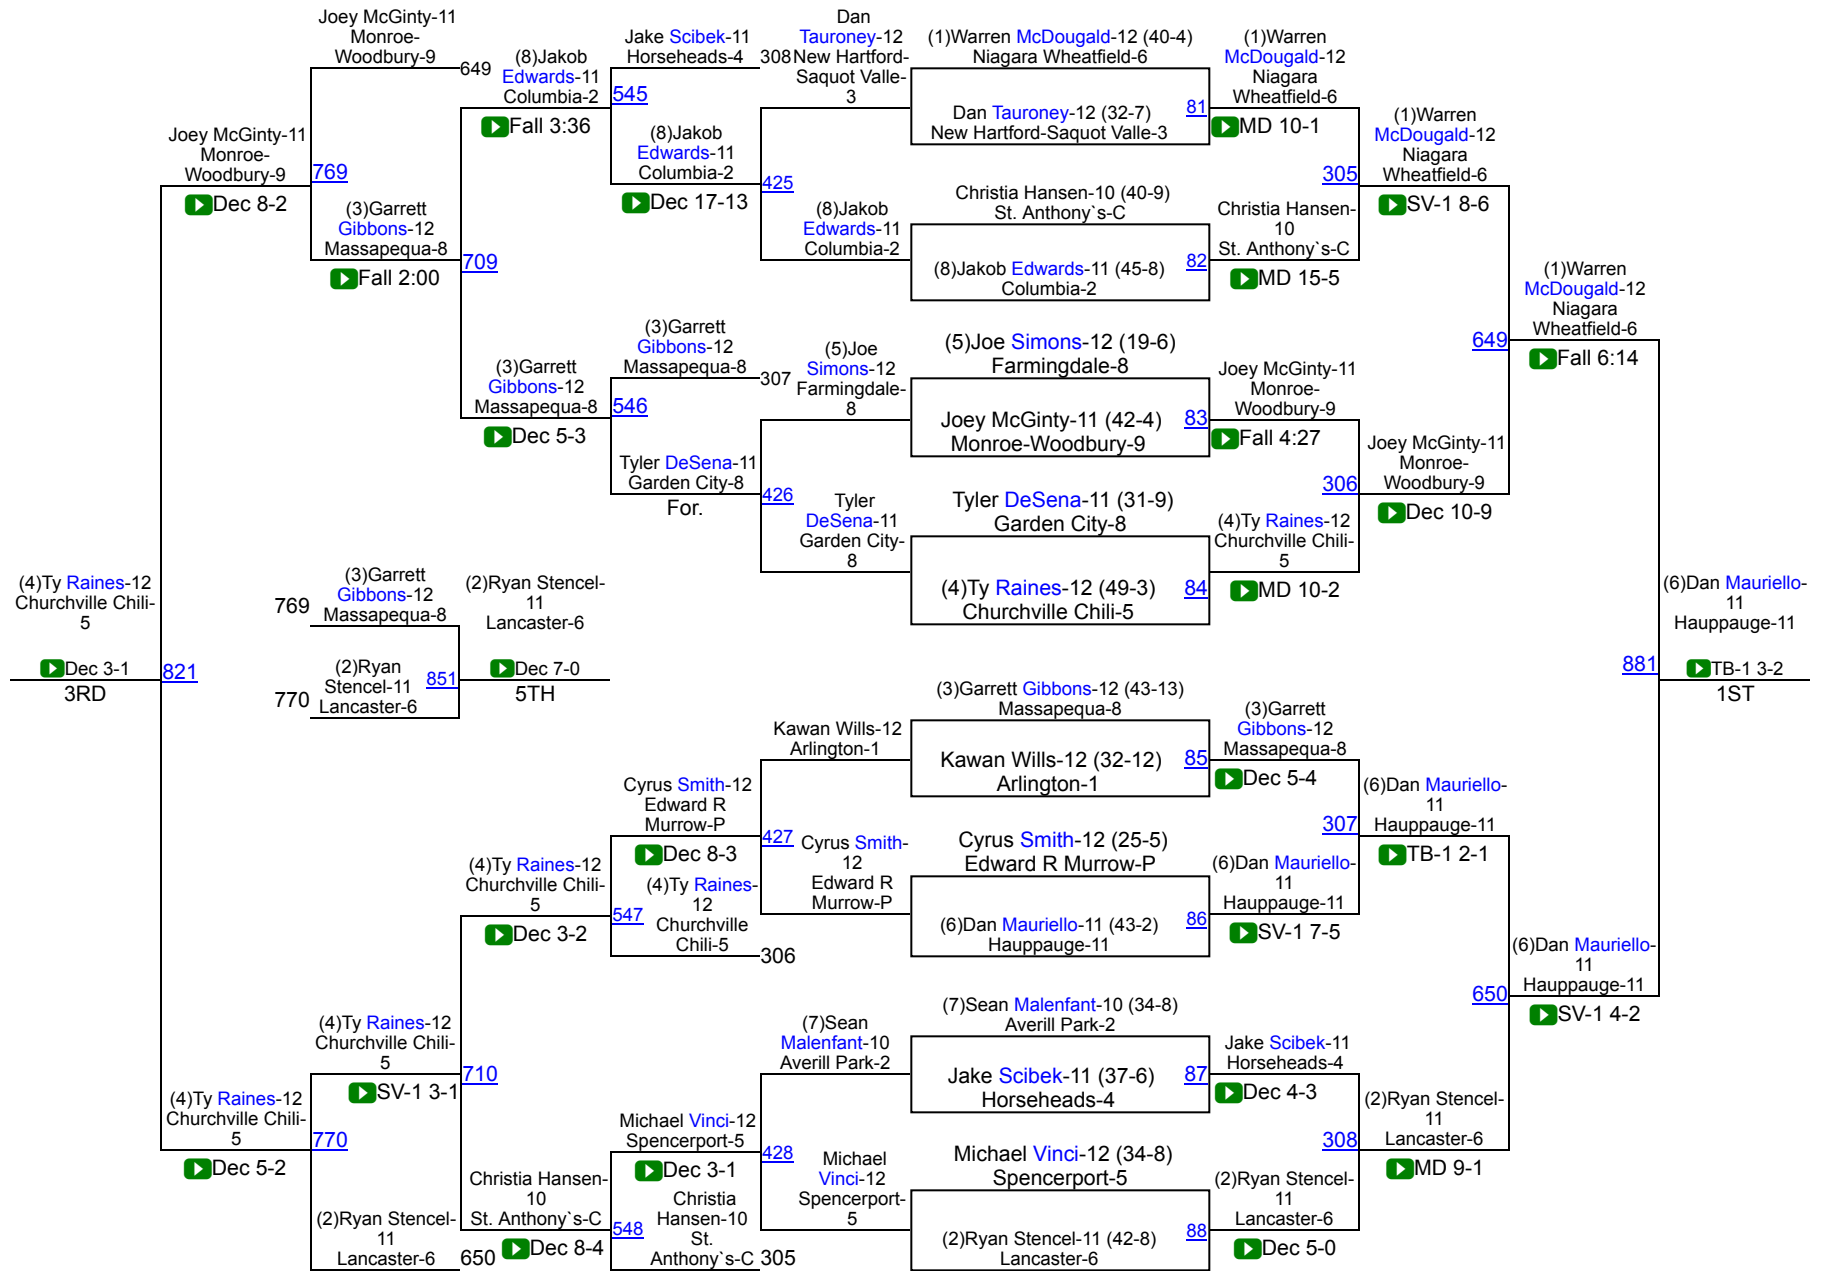 Joey McGinty-11
Monroe-
Woodbury-9
649
(8)Jakob
Edwards-11
Columbia-2
Fall 3:36
Jake Scibek-11
Horseheads-4
308
545
(8)Jakob
Edwards-11
Columbia-2
Dec 17-13
Dan
Tauroney-12
New Hartford-
Saquot Valle-
3
425
(8)Jakob
Edwards-11
Columbia-2
(1)Warren McDougald-12 (40-4)
Niagara Wheatfield-6
Dan Tauroney-12 (32-7)
New Hartford-Saquot Valle-3
81
(1)Warren
McDougald-12
Niagara
Wheatfield-6
MD 10-1
Christia Hansen-10 (40-9)
St. Anthony`s-C
(8)Jakob Edwards-11 (45-8)
Columbia-2
82
Christia Hansen-
10
St. Anthony`s-C
MD 15-5
305
(1)Warren
McDougald-12
Niagara
Wheatfield-6
SV-1 8-6
Joey McGinty-11
Monroe-
Woodbury-9
Dec 8-2
769
(3)Garrett
Gibbons-12
Massapequa-8
Fall 2:00
709
(3)Garrett
Gibbons-12
Massapequa-8
Dec 5-3
(3)Garrett
Gibbons-12
Massapequa-8
307
546
Tyler DeSena-11
Garden City-8
For.
(5)Joe
Simons-12
Farmingdale-
8
426
Tyler
DeSena-11
Garden City-
8
(5)Joe Simons-12 (19-6)
Farmingdale-8
Joey McGinty-11 (42-4)
Monroe-Woodbury-9
83
Joey McGinty-11
Monroe-
Woodbury-9
Fall 4:27
Tyler DeSena-11 (31-9)
Garden City-8
(4)Ty Raines-12 (49-3)
Churchville Chili-5
84
(4)Ty Raines-12
Churchville Chili-
5
MD 10-2
306
Joey McGinty-11
Monroe-
Woodbury-9
Dec 10-9
649
(1)Warren
McDougald-12
Niagara
Wheatfield-6
Fall 6:14
(4)Ty Raines-12
Churchville Chili-
5
Dec 3-1
3RD
821
769
(3)Garrett
Gibbons-12
Massapequa-8
770
(2)Ryan
Stencel-11
Lancaster-6
851
(2)Ryan Stencel-
11
Lancaster-6
Dec 7-0
5TH
881
(6)Dan Mauriello-
11
Hauppauge-11
TB-1 3-2
1ST
Kawan Wills-12
Arlington-1
(3)Garrett Gibbons-12 (43-13)
Massapequa-8
Kawan Wills-12 (32-12)
Arlington-1
85
(3)Garrett
Gibbons-12
Massapequa-8
Dec 5-4
Cyrus Smith-12
Edward R
Murrow-P
Dec 8-3
427
Cyrus Smith-
12
Edward R
Murrow-P
Cyrus Smith-12 (25-5)
Edward R Murrow-P
(6)Dan Mauriello-11 (43-2)
Hauppauge-11
86
(6)Dan Mauriello-
11
Hauppauge-11
SV-1 7-5
307
(6)Dan Mauriello-
11
Hauppauge-11
TB-1 2-1
(4)Ty Raines-12
Churchville Chili-
5
Dec 3-2
547
(4)Ty Raines-
12
Churchville
Chili-5
306
650
(6)Dan Mauriello-
11
Hauppauge-11
SV-1 4-2
(4)Ty Raines-12
Churchville Chili-
5
SV-1 3-1
710
(7)Sean
Malenfant-10
Averill Park-2
(7)Sean Malenfant-10 (34-8)
Averill Park-2
Jake Scibek-11 (37-6)
Horseheads-4
87
Jake Scibek-11
Horseheads-4
Dec 4-3
(4)Ty Raines-12
Churchville Chili-
5
Dec 5-2
770
Michael Vinci-12
Spencerport-5
Dec 3-1
428
Michael
Vinci-12
Spencerport-
5
Michael Vinci-12 (34-8)
Spencerport-5
(2)Ryan Stencel-11 (42-8)
Lancaster-6
88
(2)Ryan Stencel-
11
Lancaster-6
Dec 5-0
308
(2)Ryan Stencel-
11
Lancaster-6
MD 9-1
(2)Ryan Stencel-
11
Lancaster-6
650
Christia Hansen-
10
St. Anthony`s-C
Dec 8-4
548
Christia
Hansen-10
St.
Anthony`s-C
305